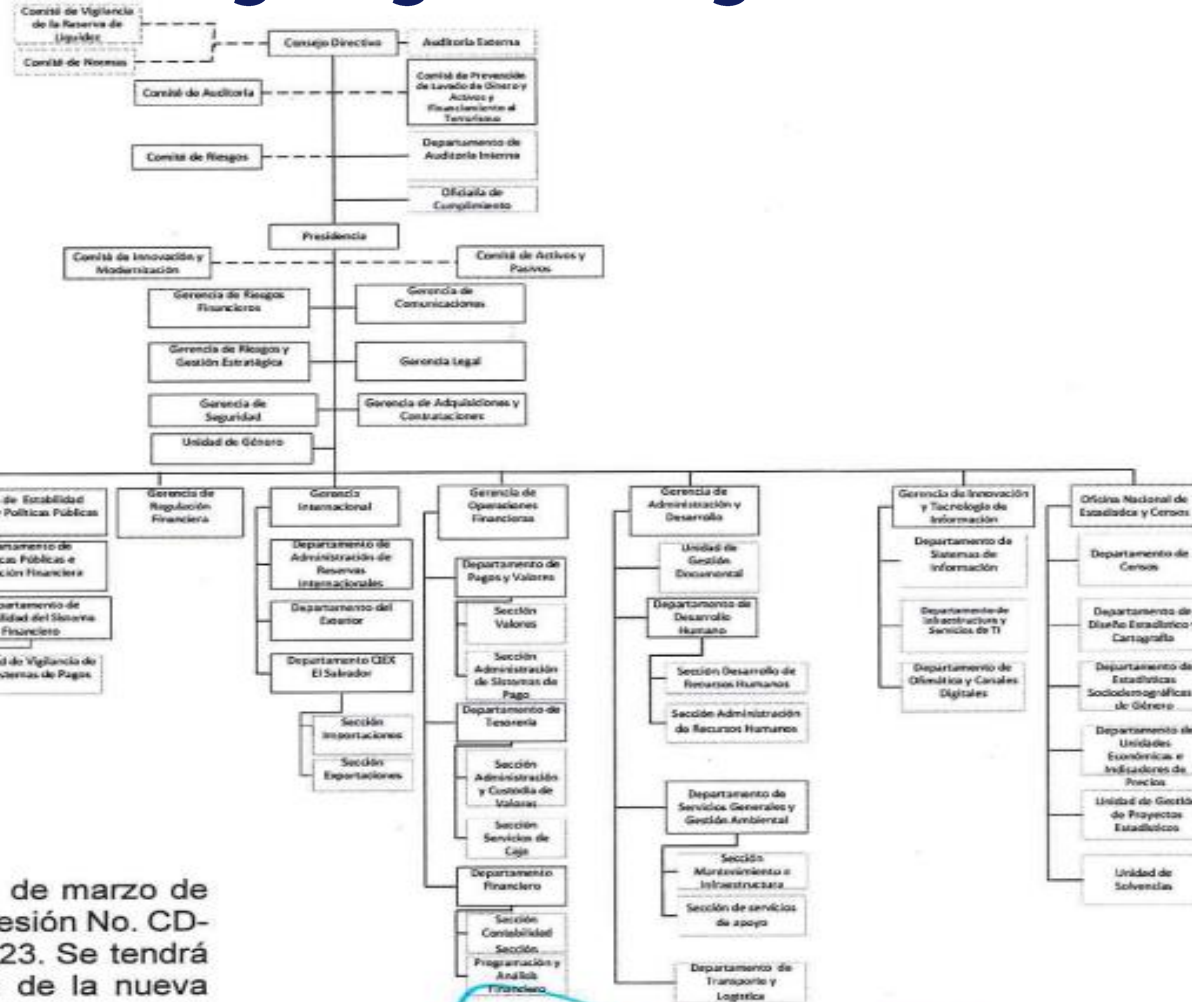 Comité de Vigilancia
de la Reserva de
Liquidez
Comité de Normas
Consejo Directivo
Auditoría Externa
Comité de Auditoría
Comité de Prevención
de Lavado de Dinero y
Activos y
Financiamiento al
Terrorismo
Comité de Riesgos
Departamento de
Auditoría Interna
Oficialía de
Cumplimiento
Presidencia
Comité de Innovación y
Modernización
Comité de Activos y
Pasivos
Gerencia de Riesgos
Financieros
Gerencia de
Comunicaciones
Gerencia de Riesgos y
Gestión Estratégica
Gerencia Legal
Gerencia de
Seguridad
Gerencia de Adquisiciones y
Contrataciones
Unidad de Género
de Estabilidad
Políticas Públicas
Públicas e
Financiera
del Sistema
Financiero
de Vigilancia de
de Pagos
Gerencia de
Regulación
Financiera
Gerencia
Internacional
Departamento de
Administración de
Reservas
Internacionales
Departamento del
Exterior
Departamento CIEX
El Salvador
Sección
Importaciones
Sección
Exportaciones
Gerencia de
Operaciones
Financieras
Departamento de
Pagos y Valores
Sección
Valores
Sección
Administración
de Sistemas de
Pago
Departamento de
Tesorería
Sección
Administración
y Custodia de
Valores
Sección
Servicios de
Caja
Departamento
Financiero
Sección
Contabilidad
Sección
Programación y
Análisis
Financiero
Gerencia de
Administración y
Desarrollo
Unidad de
Gestión
Documental
Departamento de
Desarrollo
Humano
Sección Desarrollo de
Recursos Humanos
Sección Administración
de Recursos Humanos
Departamento de
Servicios Generales y
Gestión Ambiental
Sección
Mantenimiento e
Infraestructura
Sección de servicios
de apoyo
Departamento de
Transporte y
Logística
Gerencia de Innovación
y Tecnología de
Información
Departamento de
Sistemas de
Información
Departamento de
Infraestructura y
Servicios de TI
Departamento de
Ofimática y Canales
Digitales
Oficina Nacional de
Estadística y Censos
Departamento de
Censos
Departamento de
Diseño Estadístico y
Cartografía
Departamento de
Estadísticas
Sociodemográficas
de Género
Departamento de
Unidades
Económicas e
Indicadores de
Precios
Unidad de Gestión
de Proyectos
Estadísticos
Unidad de
Solvencias
de marzo de
esión No. CD-
23. Se tendrá
de la nueva